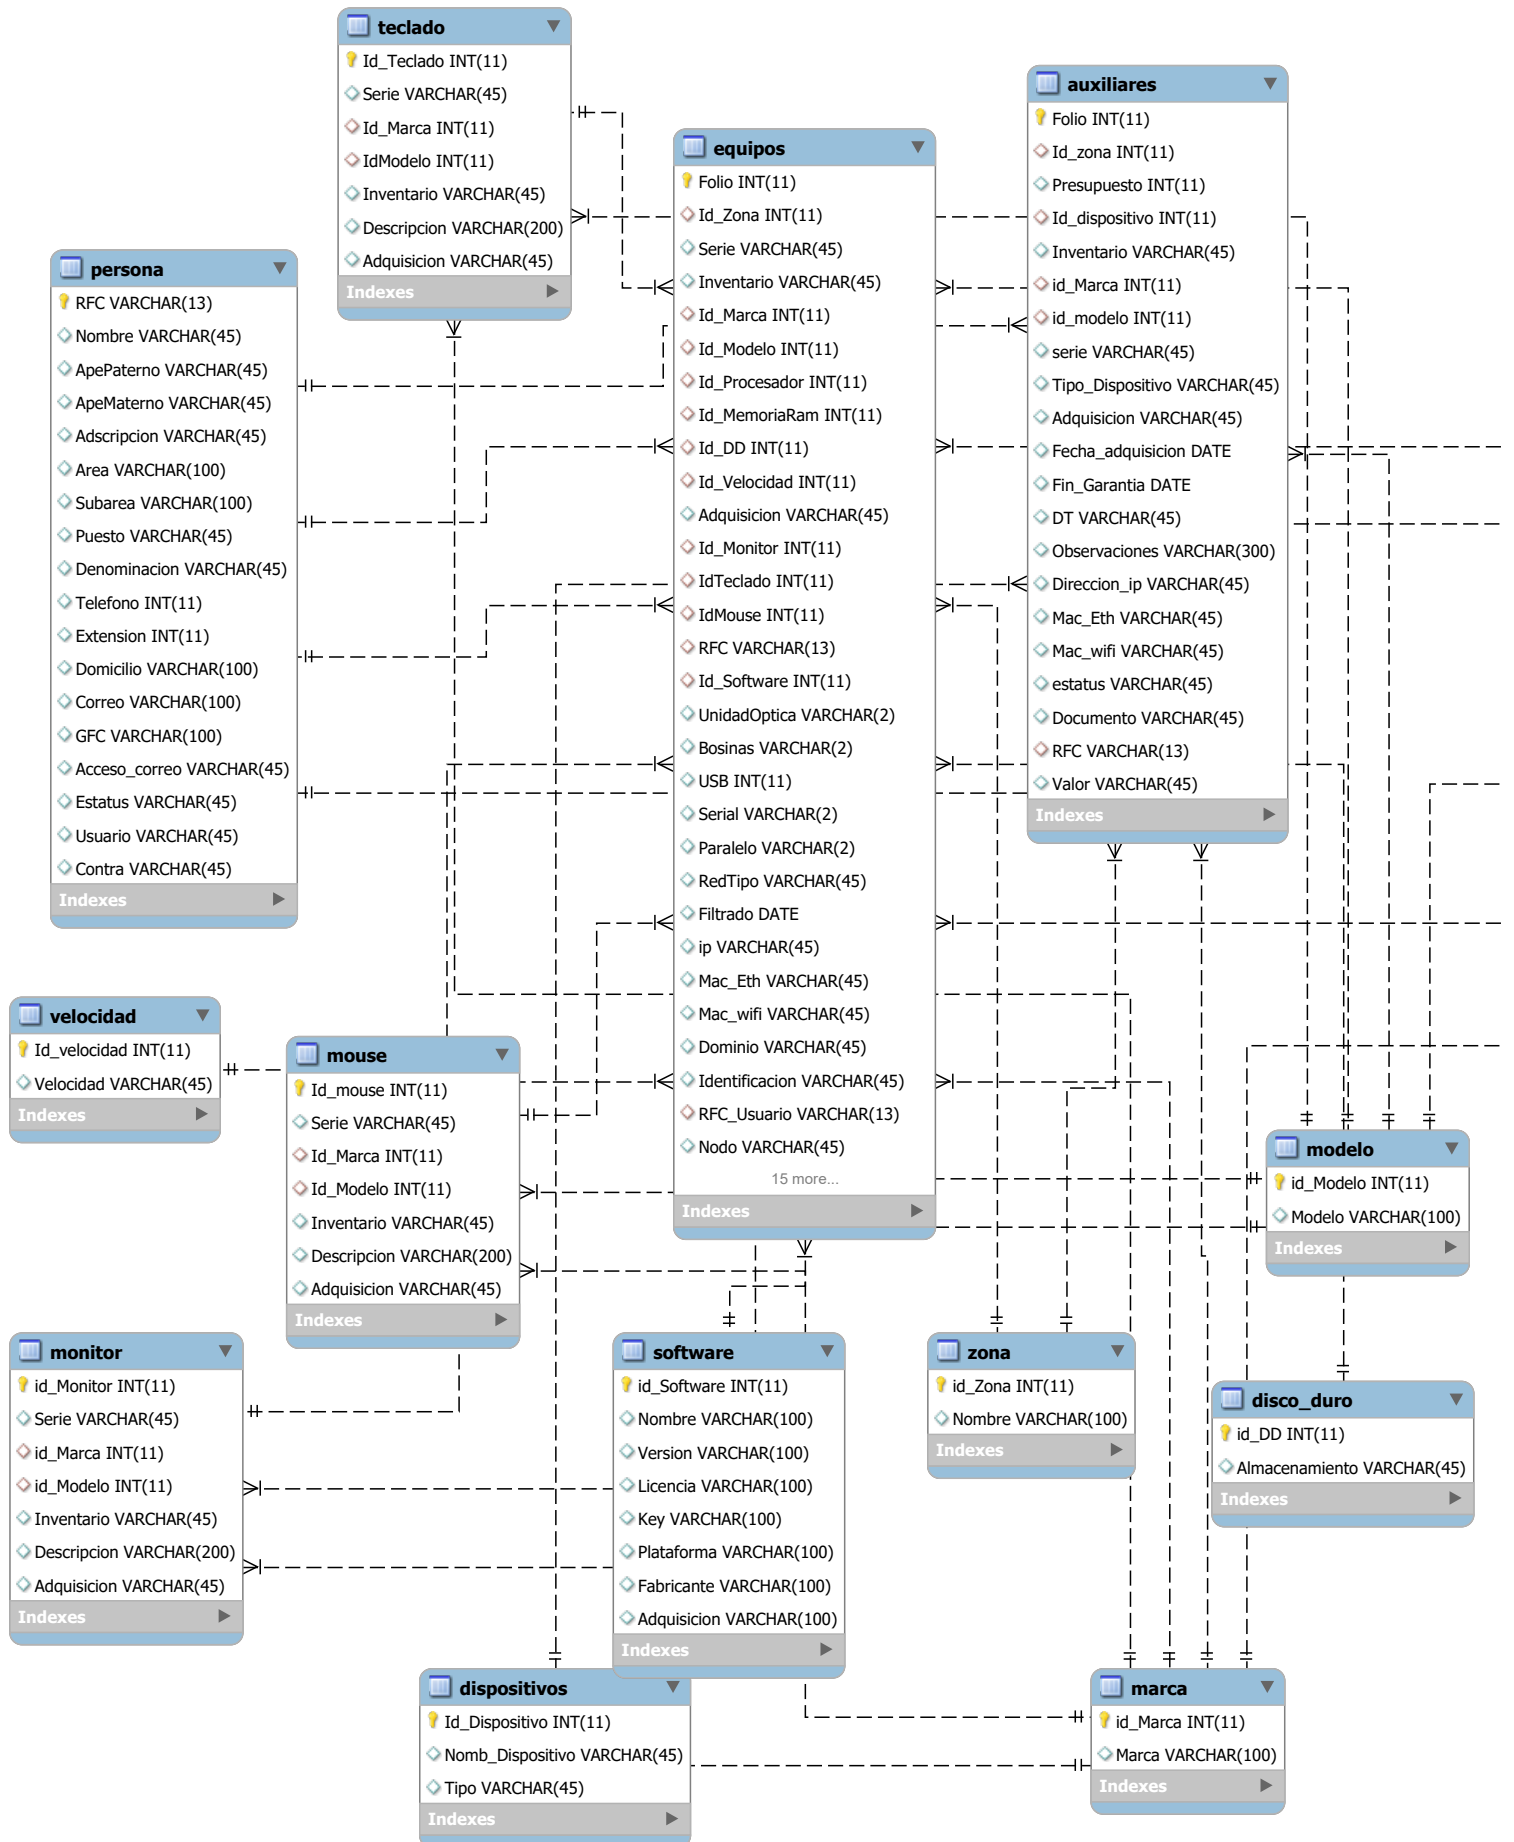 teclado
Id_Teclado INT(11)
Serie VARCHAR(45)
Id_Marca INT(11)
IdModelo INT(11)
Inventario VARCHAR(45)
Descripcion VARCHAR(200)
Adquisicion VARCHAR(45)
Indexes
auxiliares
Folio INT(11)
Id_zona INT(11)
Presupuesto INT(11)
Id_dispositivo INT(11)
Inventario VARCHAR(45)
id_Marca INT(11)
id_modelo INT(11)
serie VARCHAR(45)
Tipo_Dispositivo VARCHAR(45)
Adquisicion VARCHAR(45)
Fecha_adquisicion DATE
Fin_Garantia DATE
DT VARCHAR(45)
Observaciones VARCHAR(300)
Direccion_ip VARCHAR(45)
Mac_Eth VARCHAR(45)
Mac_wifi VARCHAR(45)
estatus VARCHAR(45)
Documento VARCHAR(45)
RFC VARCHAR(13)
Valor VARCHAR(45)
Indexes
equipos
Folio INT(11)
Id_Zona INT(11)
Serie VARCHAR(45)
Inventario VARCHAR(45)
Id_Marca INT(11)
Id_Modelo INT(11)
Id_Procesador INT(11)
Id_MemoriaRam INT(11)
Id_DD INT(11)
Id_Velocidad INT(11)
Adquisicion VARCHAR(45)
Id_Monitor INT(11)
IdTeclado INT(11)
IdMouse INT(11)
RFC VARCHAR(13)
Id_Software INT(11)
UnidadOptica VARCHAR(2)
Bosinas VARCHAR(2)
USB INT(11)
Serial VARCHAR(2)
Paralelo VARCHAR(2)
RedTipo VARCHAR(45)
Filtrado DATE
ip VARCHAR(45)
Mac_Eth VARCHAR(45)
Mac_wifi VARCHAR(45)
Dominio VARCHAR(45)
Identificacion VARCHAR(45)
RFC_Usuario VARCHAR(13)
Nodo VARCHAR(45)
15 more...
Indexes
persona
RFC VARCHAR(13)
Nombre VARCHAR(45)
ApePaterno VARCHAR(45)
ApeMaterno VARCHAR(45)
Adscripcion VARCHAR(45)
Area VARCHAR(100)
Subarea VARCHAR(100)
Puesto VARCHAR(45)
Denominacion VARCHAR(45)
Telefono INT(11)
Extension INT(11)
Domicilio VARCHAR(100)
Correo VARCHAR(100)
GFC VARCHAR(100)
Acceso_correo VARCHAR(45)
Estatus VARCHAR(45)
Usuario VARCHAR(45)
Contra VARCHAR(45)
Indexes
velocidad
Id_velocidad INT(11)
Velocidad VARCHAR(45)
Indexes
mouse
Id_mouse INT(11)
Serie VARCHAR(45)
Id_Marca INT(11)
Id_Modelo INT(11)
Inventario VARCHAR(45)
Descripcion VARCHAR(200)
Adquisicion VARCHAR(45)
Indexes
modelo
id_Modelo INT(11)
Modelo VARCHAR(100)
Indexes
monitor
id_Monitor INT(11)
Serie VARCHAR(45)
id_Marca INT(11)
id_Modelo INT(11)
Inventario VARCHAR(45)
Descripcion VARCHAR(200)
Adquisicion VARCHAR(45)
Indexes
software
id_Software INT(11)
Nombre VARCHAR(100)
Version VARCHAR(100)
Licencia VARCHAR(100)
Key VARCHAR(100)
Plataforma VARCHAR(100)
Fabricante VARCHAR(100)
Adquisicion VARCHAR(100)
Indexes
zona
id_Zona INT(11)
Nombre VARCHAR(100)
Indexes
disco_duro
id_DD INT(11)
Almacenamiento VARCHAR(45)
Indexes
dispositivos
Id_Dispositivo INT(11)
Nomb_Dispositivo VARCHAR(45)
Tipo VARCHAR(45)
Indexes
marca
id_Marca INT(11)
Marca VARCHAR(100)
Indexes